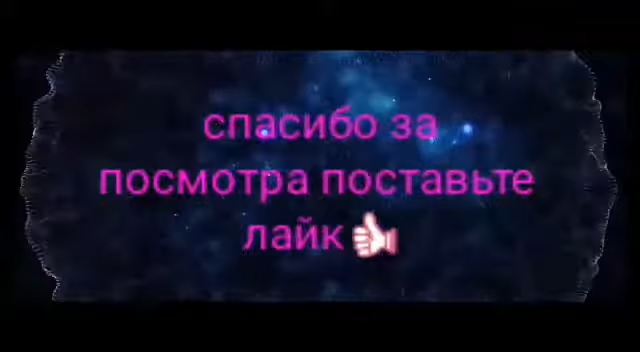 спасибо за
посмотра поставьте
лайк👍🏻